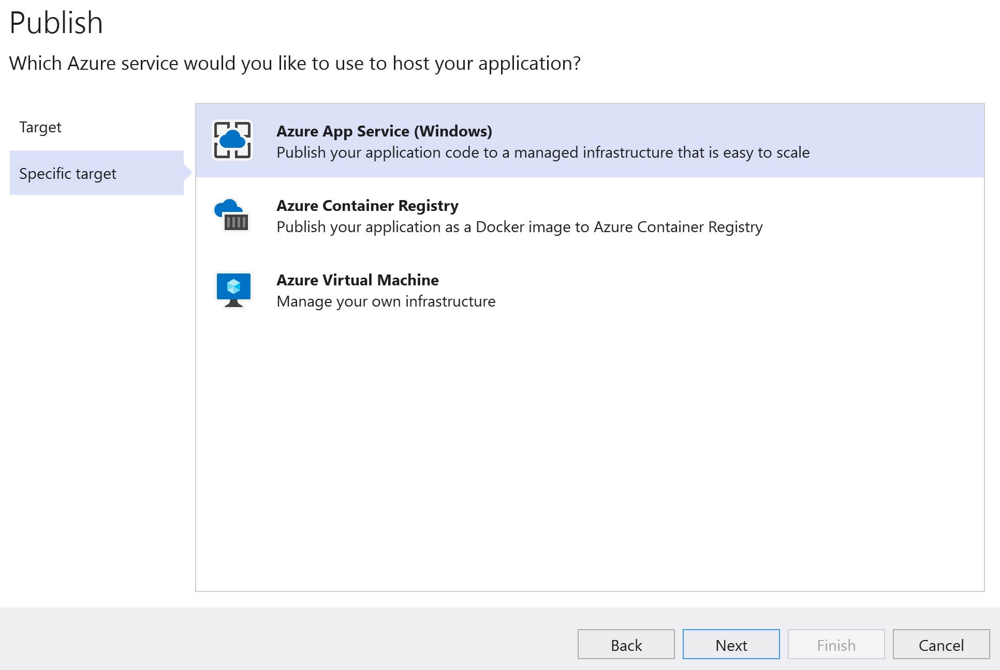 Publish
Which Azure service would you like to use to host your application?
Target
Specific target
Azure App Service (Windows)
Publish your application code to a managed infrastructure that is easy to scale
Azure Container Registry
Publish your application as a Docker image to Azure Container Registry
Azure Virtual Machine
Manage your own infrastructure
Back
Next
Finish
Cancel